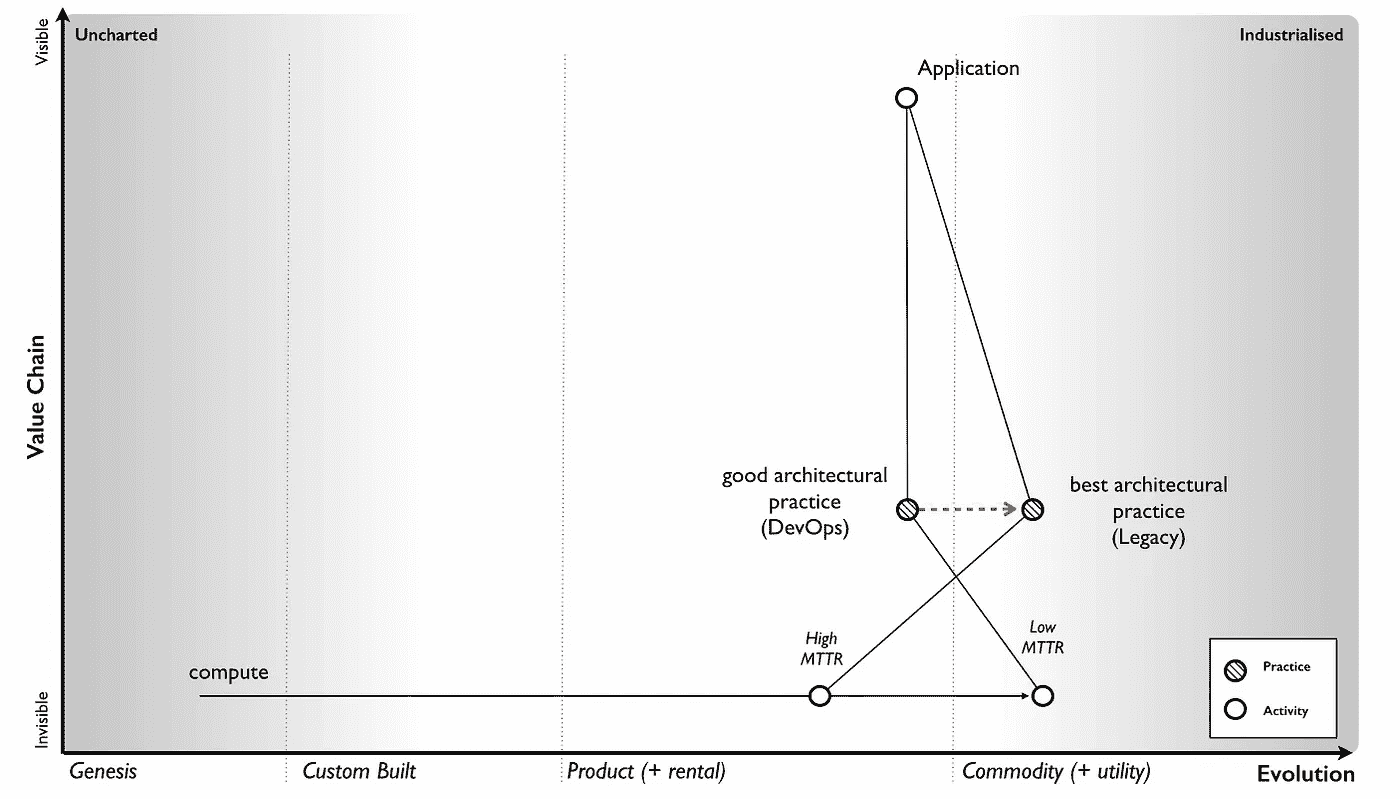 Visible
Uncharted
Industrialised
Application
Value Chain
good architectural
practice
(DevOps)
best architectural
practice
(Legacy)
High
MTTR
Low
MTTR
compute
Practice
Activity
Invisible
Genesis
Custom Built
Product (+ rental)
Commodity (+ utility)
Evolution